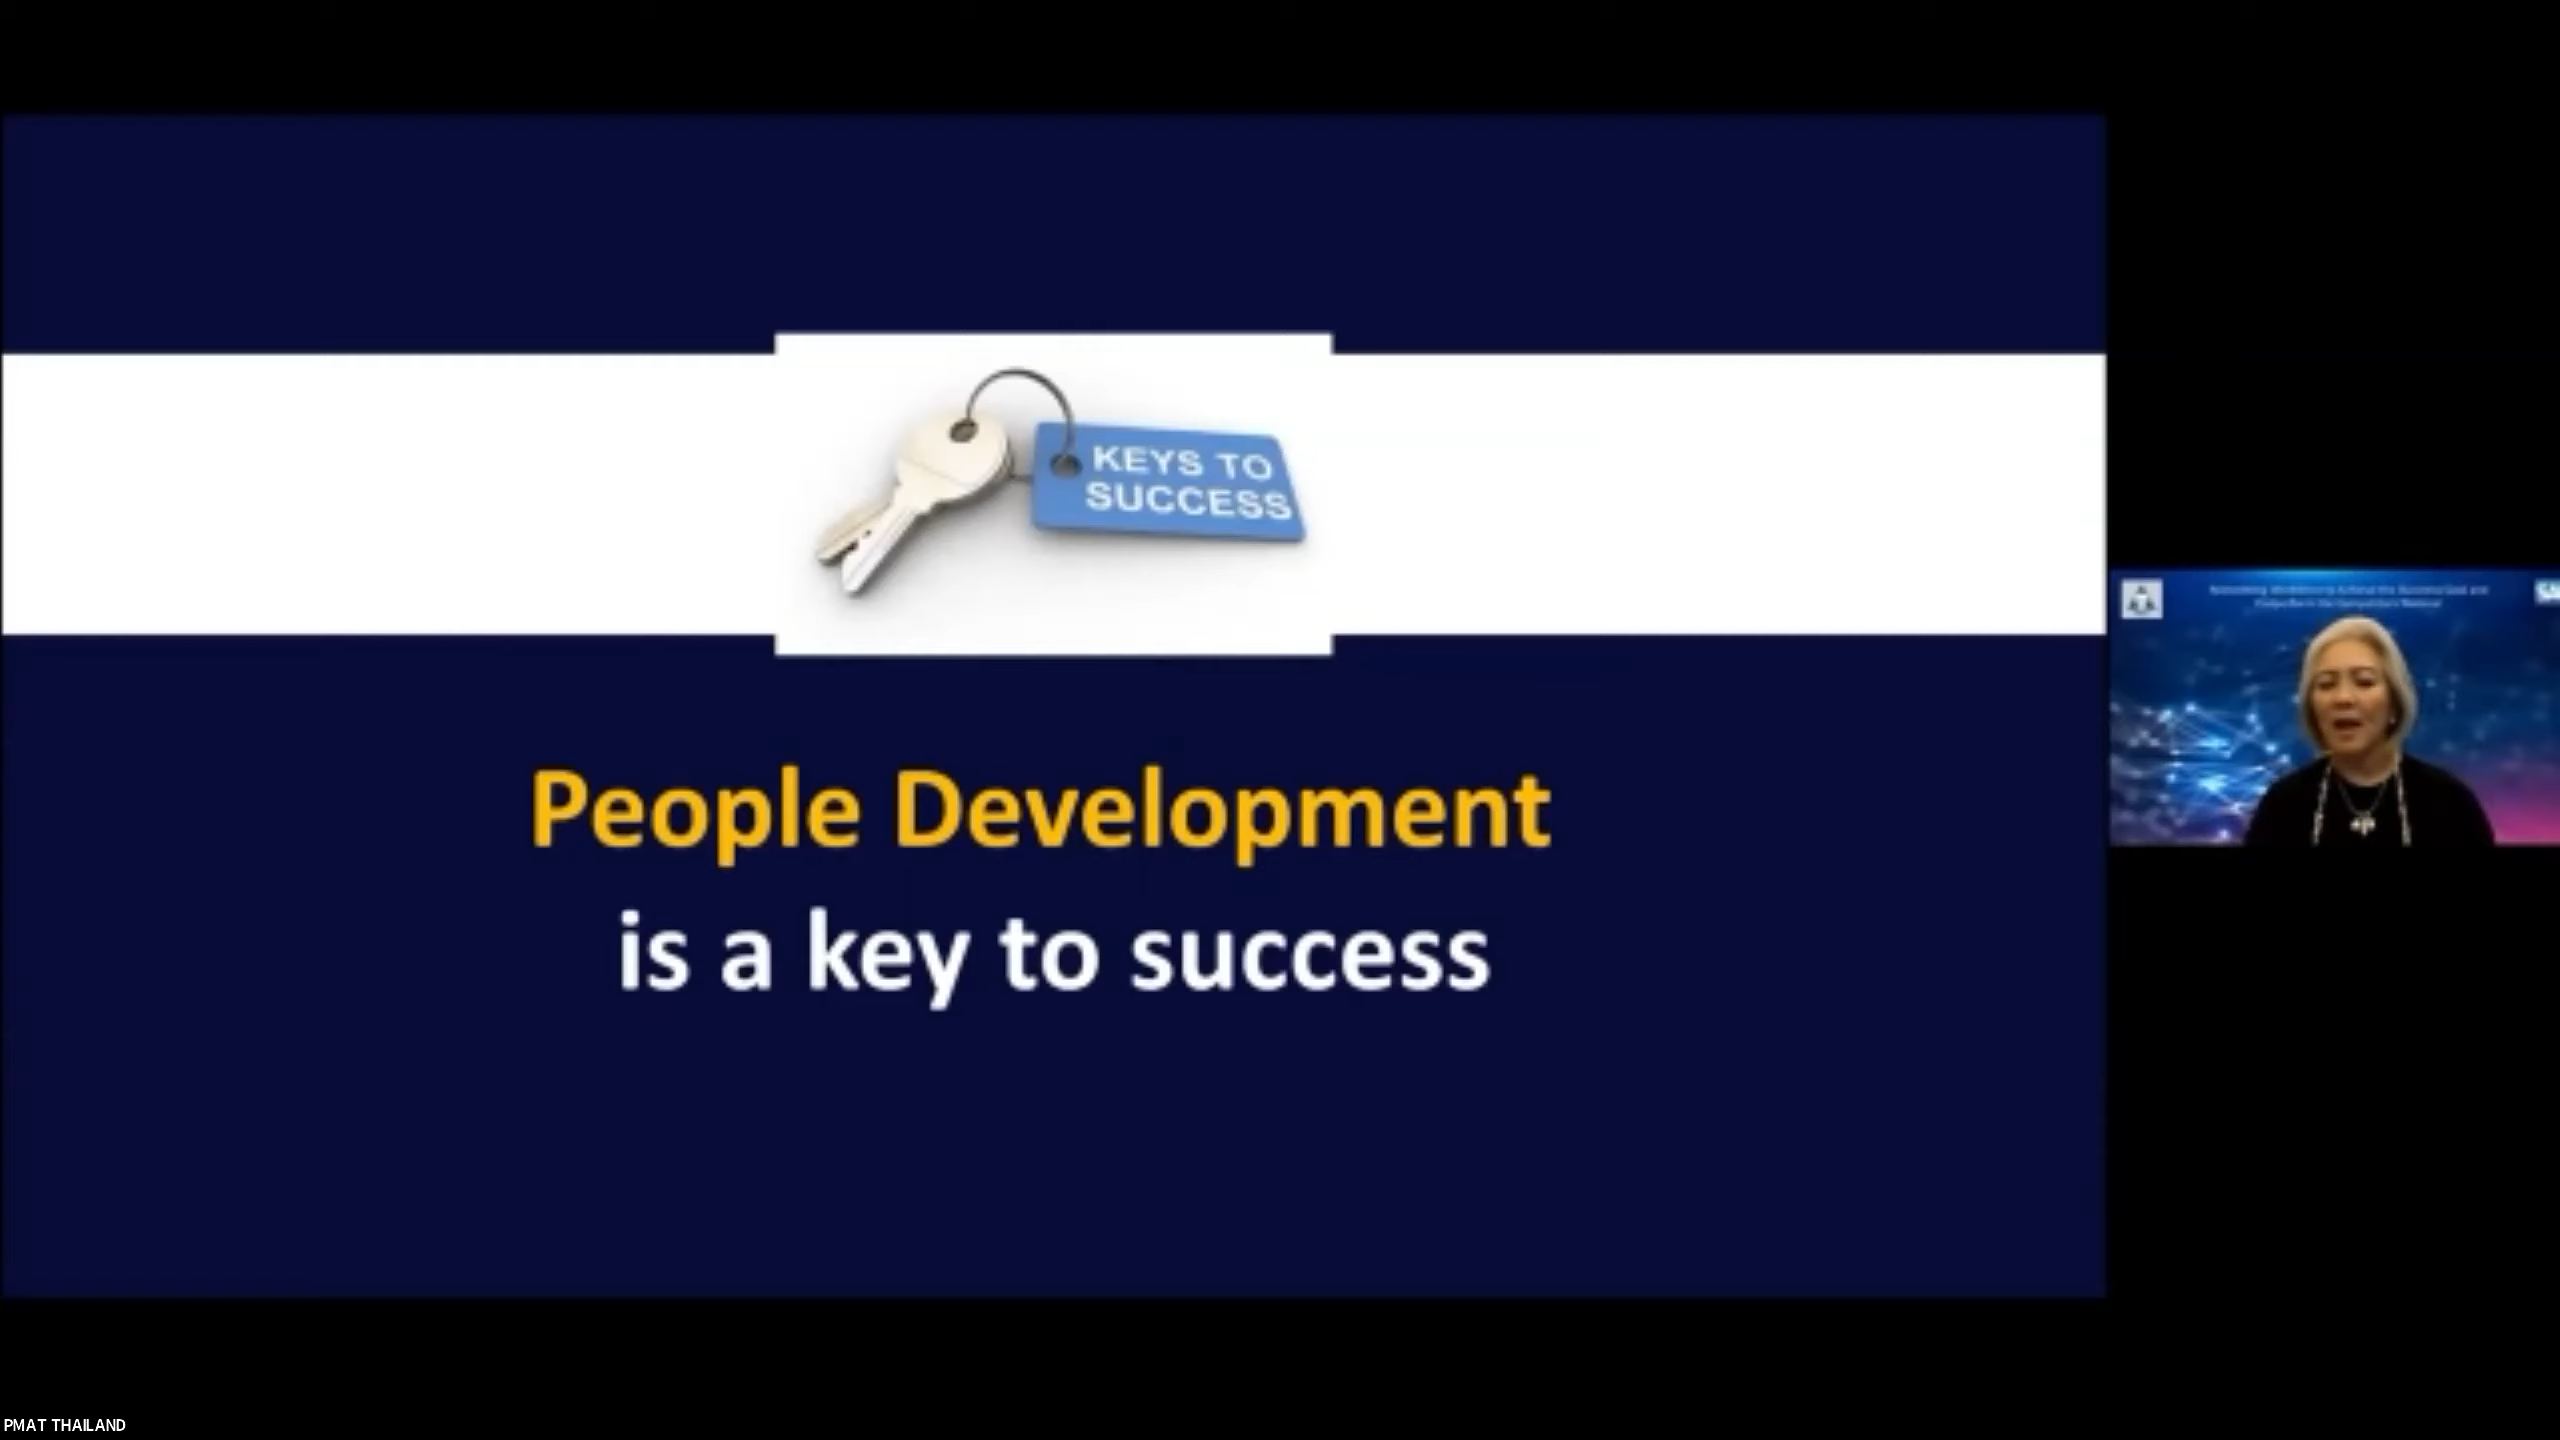 KEYS TO
SUCCESS
People Development
is a key to success
PMAT THAILAND